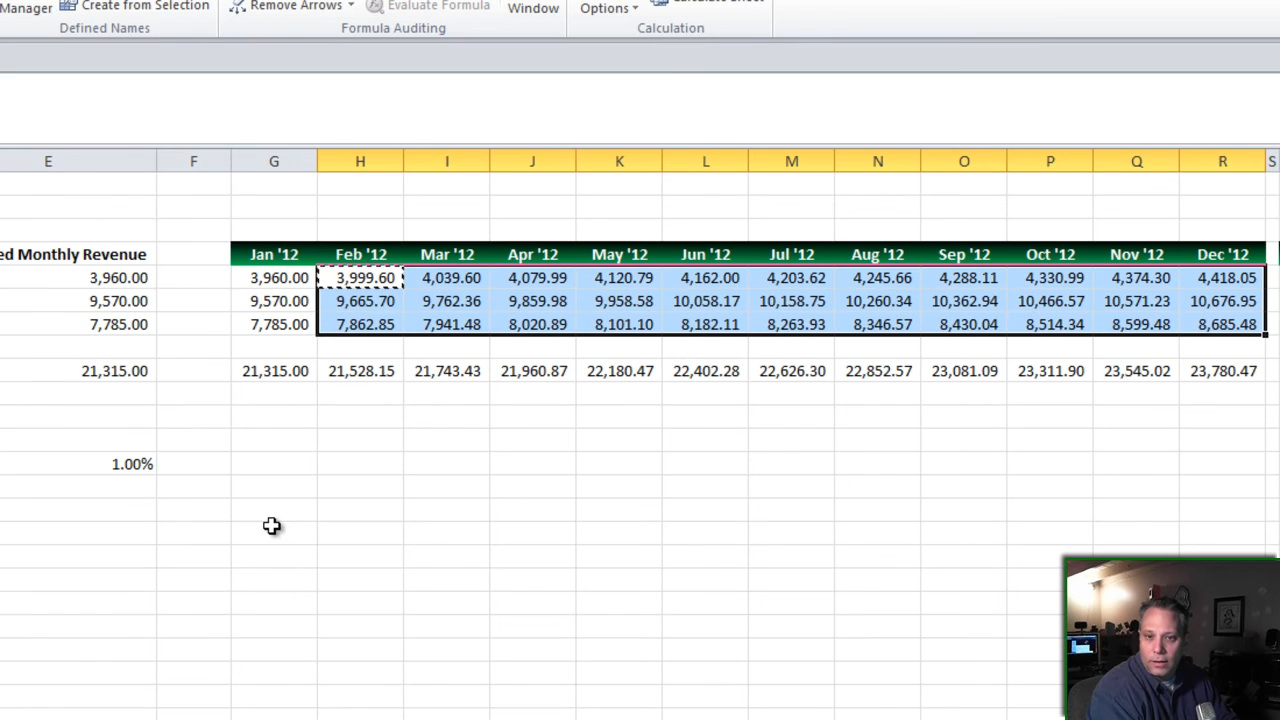 Manager Create from Selection Remove Arrows Evaluate Formula Window Options Calculate Sheet
Defined Names Formula Auditing Calculation
E F G H I J K L M N O P Q R S
ed Monthly Revenue Jan '12 Feb '12 Mar '12 Apr '12 May '12 Jun '12 Jul '12 Aug '12 Sep '12 Oct '12 Nov '12 Dec '12
3,960.00 3,960.00 3,999.60 4,039.60 4,079.99 4,120.79 4,162.00 4,203.62 4,245.66 4,288.11 4,330.99 4,374.30 4,418.05
9,570.00 9,570.00 9,665.70 9,762.36 9,859.98 9,958.58 10,058.17 10,158.75 10,260.34 10,362.94 10,466.57 10,571.23 10,676.95
7,785.00 7,785.00 7,862.85 7,941.48 8,020.89 8,101.10 8,182.11 8,263.93 8,346.57 8,430.04 8,514.34 8,599.48 8,685.48
21,315.00 21,315.00 21,528.15 21,743.43 21,960.87 22,180.47 22,402.28 22,626.30 22,852.57 23,081.09 23,311.90 23,545.02 23,780.47
1.00%